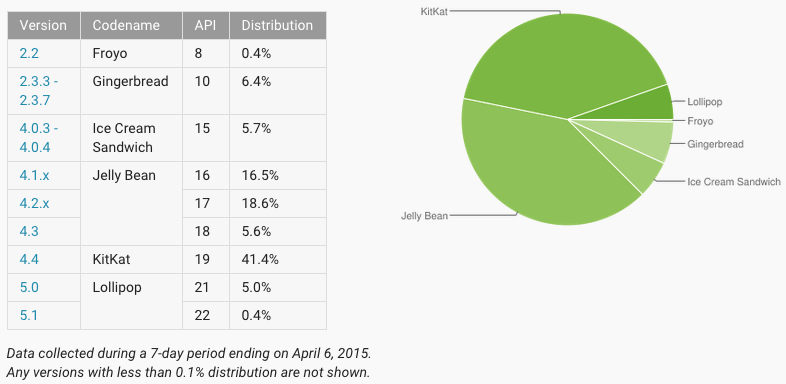 Version Codename API Distribution
2.2 Froyo 8 0.4%
2.3.3 - Gingerbread 10 6.4%
2.3.7
4.0.3 - Ice Cream 15 5.7%
4.0.4 Sandwich
4.1.x Jelly Bean 16 16.5%
4.2.x 17 18.6%
4.3 18 5.6%
4.4 KitKat 19 41.4%
5.0 Lollipop 21 5.0%
5.1 22 0.4%
Data collected during a 7-day period ending on April 6, 2015.
Any versions with less than 0.1% distribution are not shown.
KitKat
Lollipop
Froyo
Gingerbread
Ice Cream Sandwich
Jelly Bean